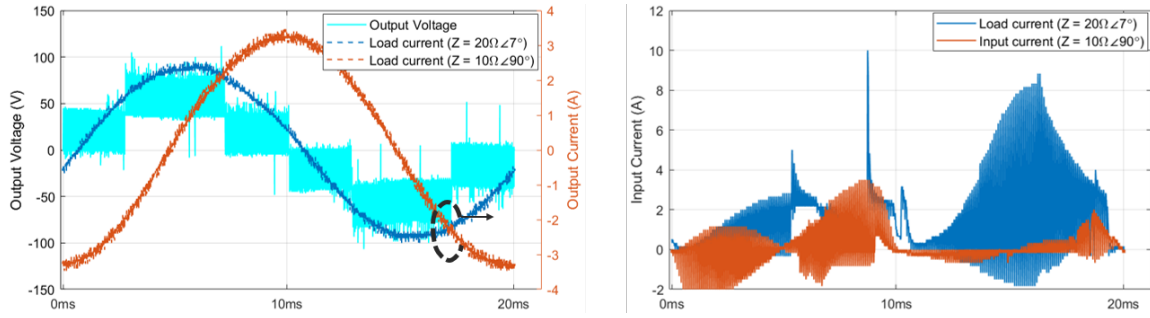 Output Voltage (V)
150
100
50
0
-50
-100
-150
0ms
10ms
20ms
Output Voltage
Load current (Z = 20Ω∠7°)
Load current (Z = 10Ω∠90°)
4
3
2
1
0
-1
-2
-3
-4
Output Current (A)
Input Current (A)
12
10
8
6
4
2
0
-2
0ms
10ms
20ms
Load current (Z = 20Ω∠7°)
Input current (Z = 10Ω∠90°)